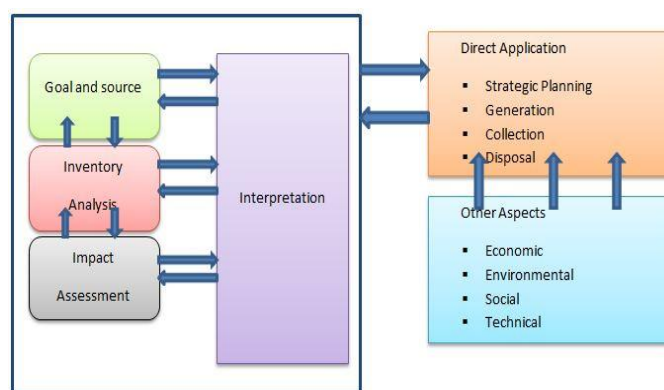 Goal and source
Inventory
Analysis
Impact
Assessment
Interpretation
Direct Application
▪ Strategic Planning
▪ Generation
▪ Collection
▪ Disposal
Other Aspects
▪ Economic
▪ Environmental
▪ Social
▪ Technical